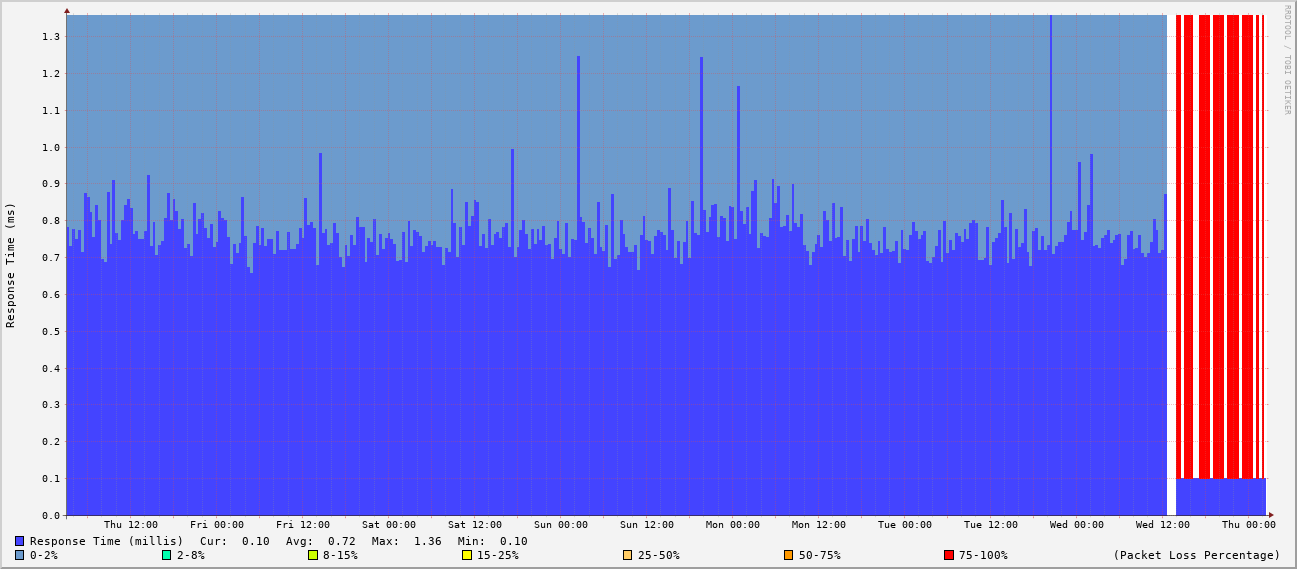 RRDTOOL / TOBI OETIKER
Response Time (ms)
1.3
1.2
1.1
1.0
0.9
0.8
0.7
0.6
0.5
0.4
0.3
0.2
0.1
0.0
Thu 12:00 Fri 00:00 Fri 12:00 Sat 00:00 Sat 12:00 Sun 00:00 Sun 12:00 Mon 00:00 Mon 12:00 Tue 00:00 Tue 12:00 Wed 00:00 Wed 12:00 Thu 00:00
Response Time (millis) Cur: 0.10 Avg: 0.72 Max: 1.36 Min: 0.10
0-2% 2-8% 8-15% 15-25% 25-50% 50-75% 75-100% (Packet Loss Percentage)